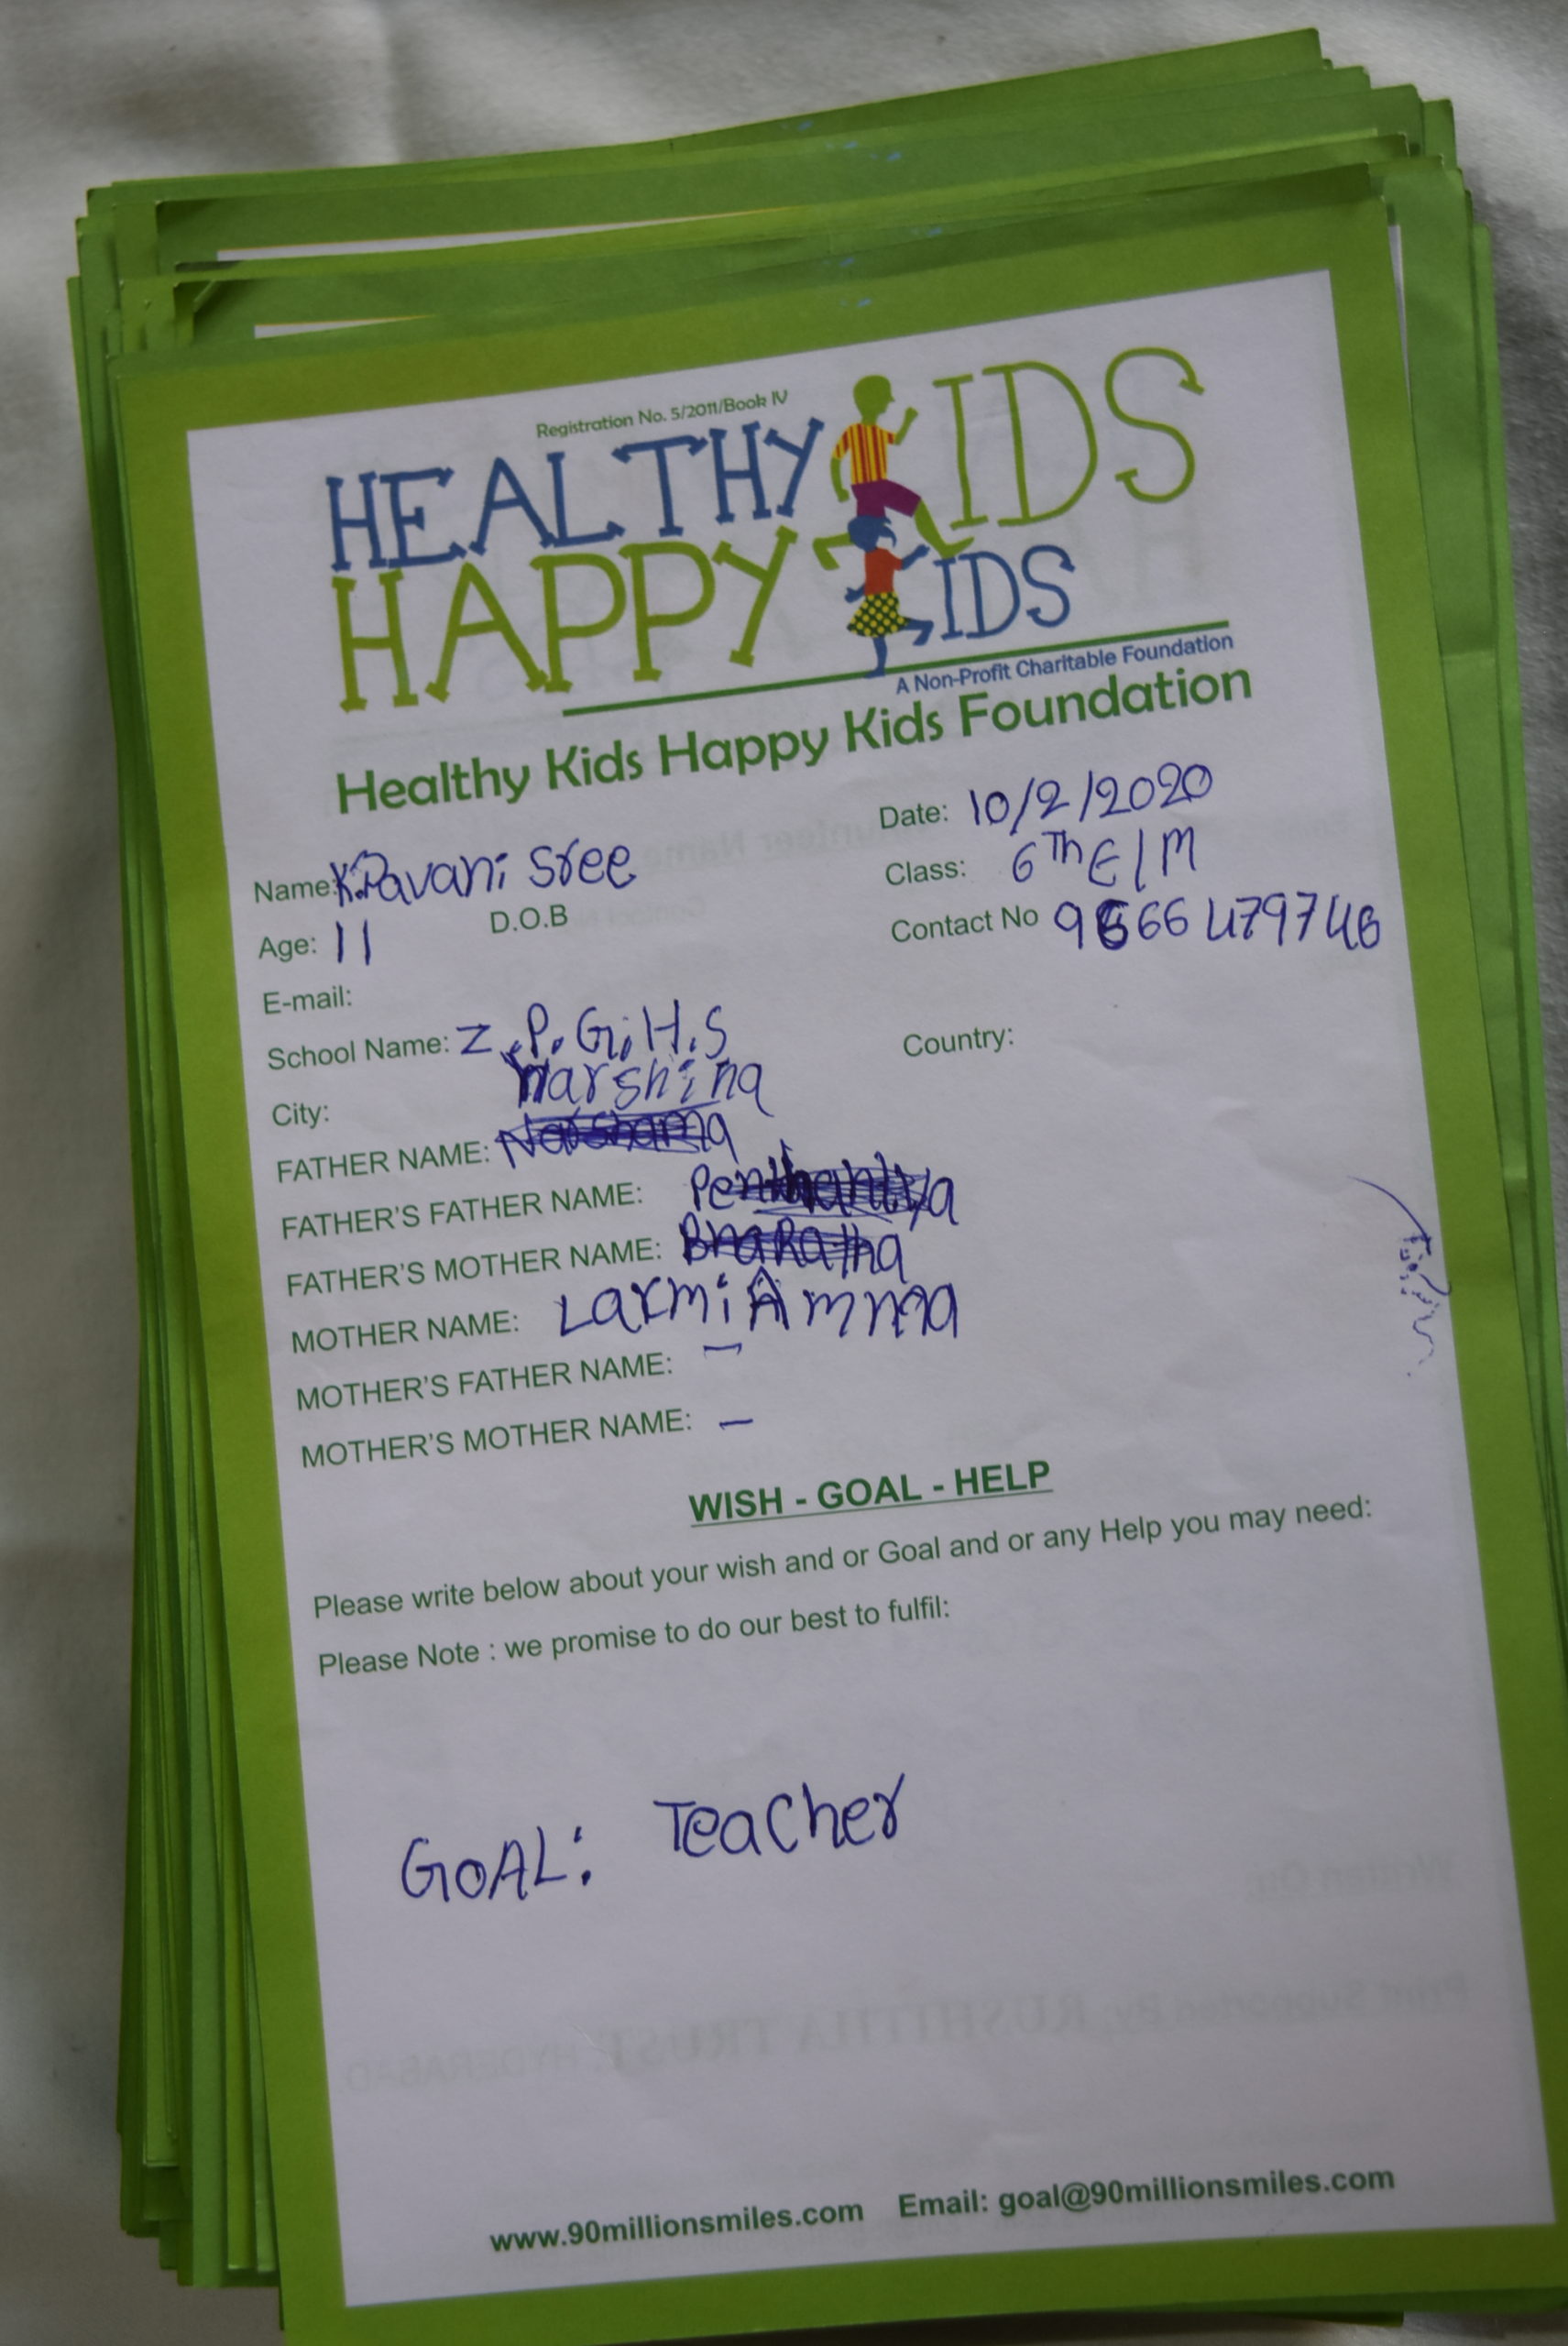 Registration No. 5/2011/Book IV
HEALTHY KIDS
HAPPY KIDS
A Non-Profit Charitable Foundation
Healthy Kids Happy Kids Foundation
Date: 10/2/2020
Name: K.Pavani Sree
Class: 6Th E/M
Age: 11 D.O.B
Contact No
E-mail:
School Name: Z.P.G.H.S
Country:
City:
FATHER NAME:
FATHER'S FATHER NAME:
FATHER'S MOTHER NAME:
MOTHER NAME: Laxmi Amma
MOTHER'S FATHER NAME: —
MOTHER'S MOTHER NAME: —
WISH - GOAL - HELP
Please write below about your wish and or Goal and or any Help you may need:
Please Note : we promise to do our best to fulfil:
GOAL: Teacher
www.90millionsmiles.com Email: goal@90millionsmiles.com